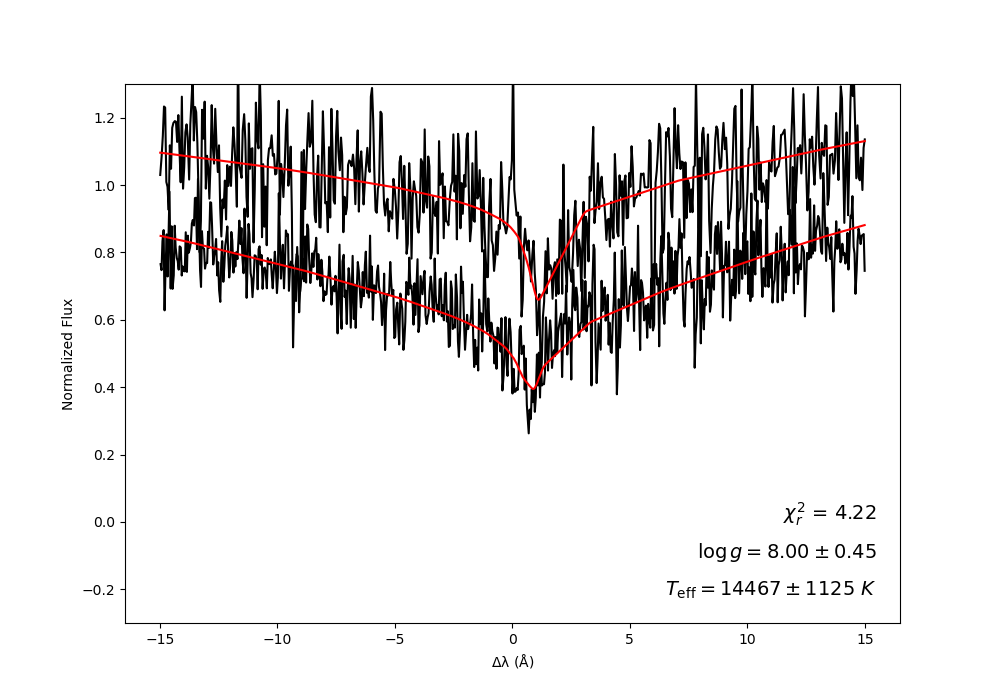 1.2
1.0
0.8
0.6
0.4
0.2
0.0
−0.2
Normalized Flux
χ²ᵣ = 4.22
log g = 8.00 ± 0.45
T_eff = 14467 ± 1125 K
−15 −10 −5 0 5 10 15
Δλ (Å)